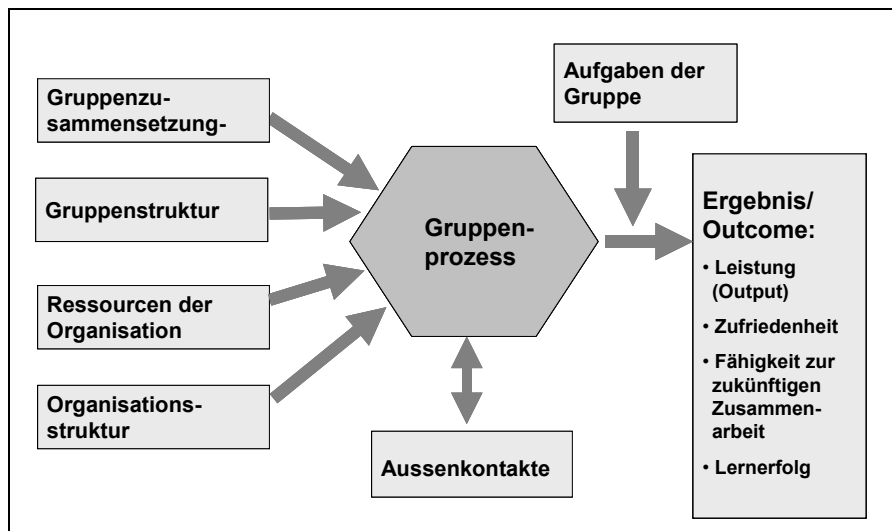 Gruppenzu-
sammensetzung-
Gruppenstruktur
Ressourcen der
Organisation
Organisations-
struktur
Gruppen-
prozess
Aussenkontakte
Aufgaben der
Gruppe
Ergebnis/
Outcome:
• Leistung
(Output)
• Zufriedenheit
• Fähigkeit zur
zukünftigen
Zusammen-
arbeit
• Lernerfolg